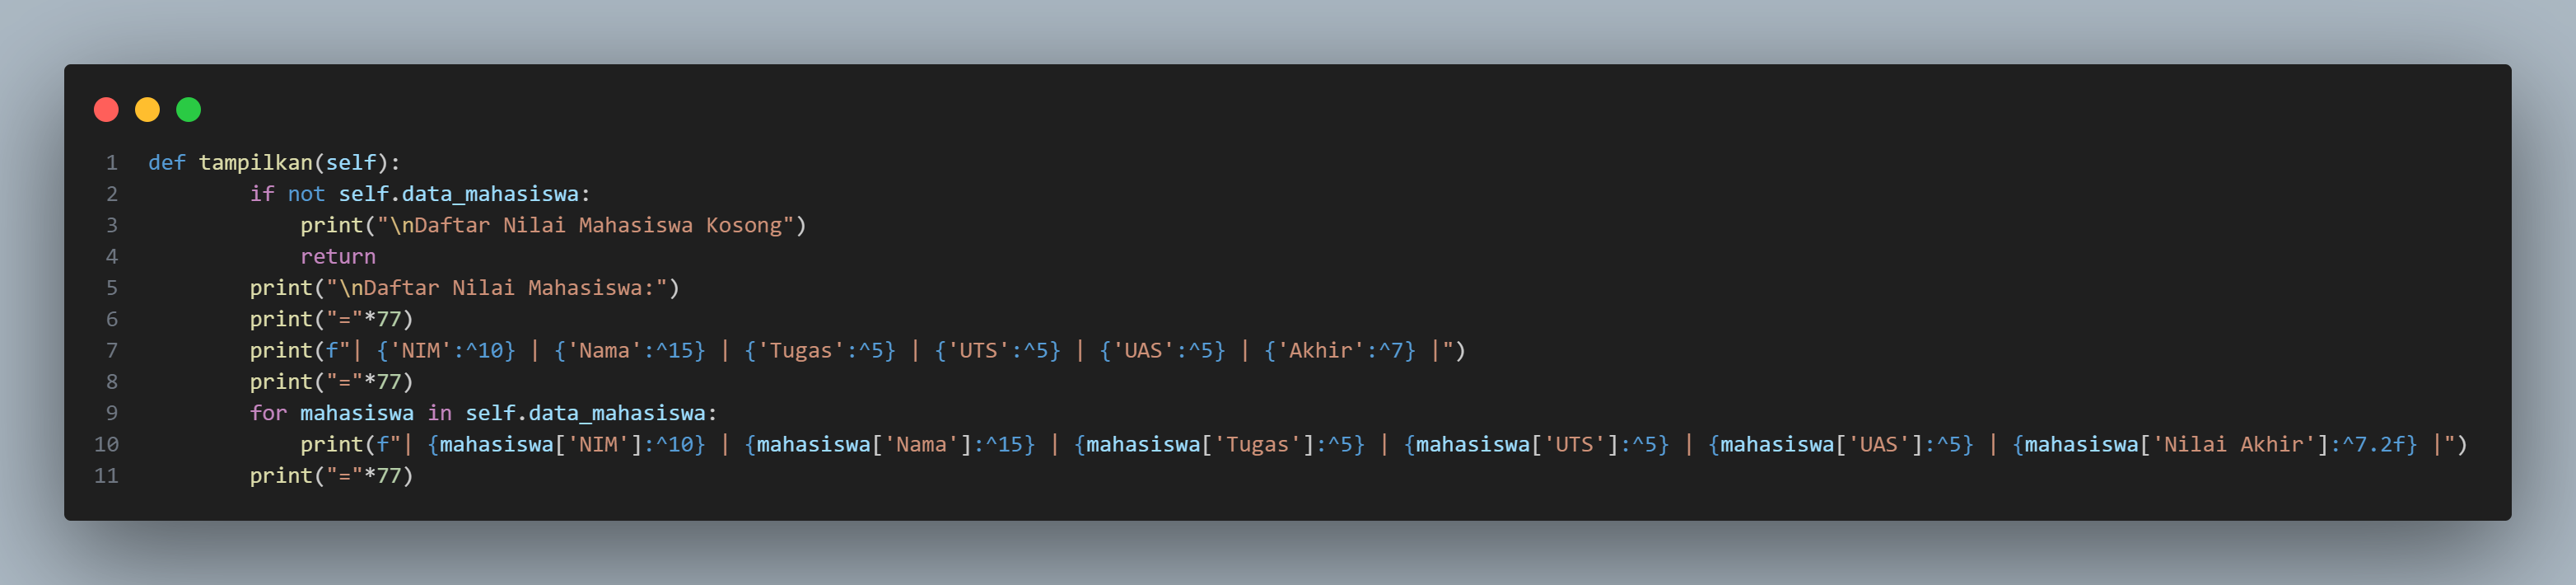 1 def tampilkan(self):
2         if not self.data_mahasiswa:
3             print("\nDaftar Nilai Mahasiswa Kosong")
4             return
5         print("\nDaftar Nilai Mahasiswa:")
6         print("="*77)
7         print(f"| {'NIM':^10} | {'Nama':^15} | {'Tugas':^5} | {'UTS':^5} | {'UAS':^5} | {'Akhir':^7} |")
8         print("="*77)
9         for mahasiswa in self.data_mahasiswa:
10             print(f"| {mahasiswa['NIM']:^10} | {mahasiswa['Nama']:^15} | {mahasiswa['Tugas']:^5} | {mahasiswa['UTS']:^5} | {mahasiswa['UAS']:^5} | {mahasiswa['Nilai Akhir']:^7.2f} |")
11         print("="*77)